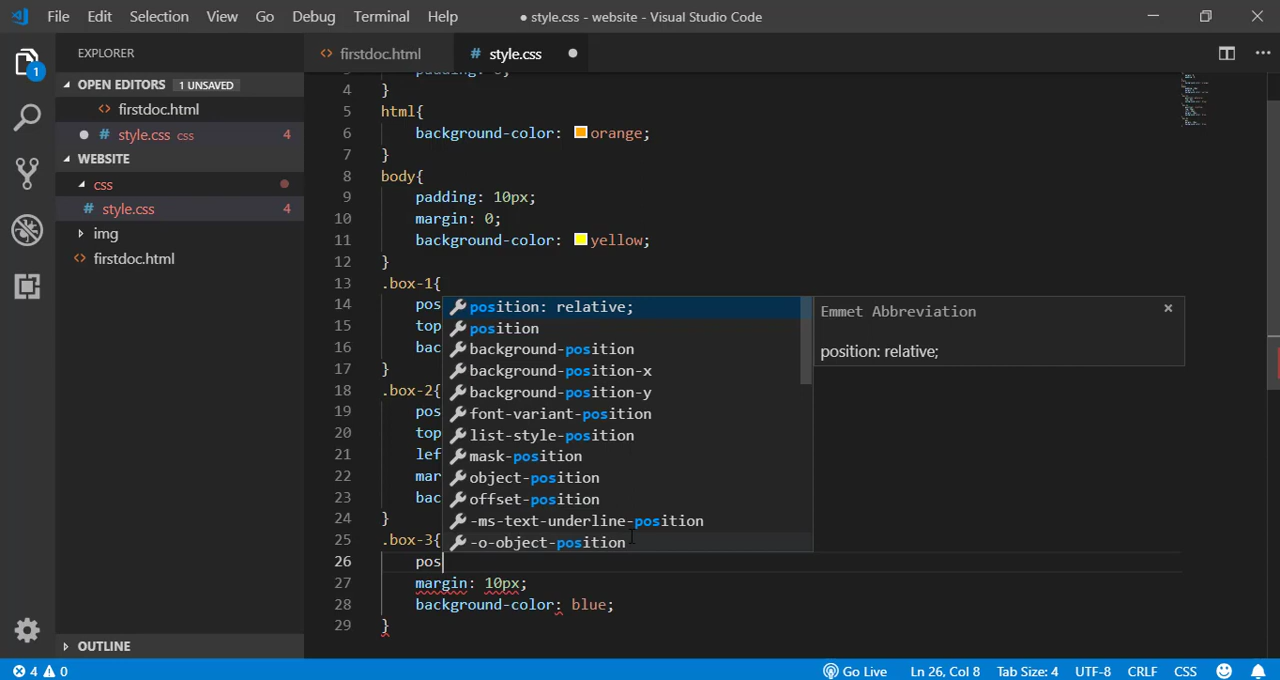 File Edit Selection View Go Debug Terminal Help ● style.css - website - Visual Studio Code
EXPLORER
firstdoc.html
# style.css
OPEN EDITORS 1 UNSAVED
firstdoc.html
# style.css css 4
WEBSITE
css
# style.css 4
img
firstdoc.html
OUTLINE
1
4 }
5 html{
6 background-color: orange;
7 }
8 body{
9 padding: 10px;
10 margin: 0;
11 background-color: yellow;
12 }
13 .box-1{
14 pos
15 top
16 bac
17 }
18 .box-2{
19 pos
20 top
21 lef
22 mar
23 bac
24 }
25 .box-3{
26 pos
27 margin: 10px;
28 background-color: blue;
29 }
position: relative;
position
background-position
background-position-x
background-position-y
font-variant-position
list-style-position
mask-position
object-position
offset-position
-ms-text-underline-position
-o-object-position
Emmet Abbreviation
position: relative;
4 0 Go Live Ln 26, Col 8 Tab Size: 4 UTF-8 CRLF CSS